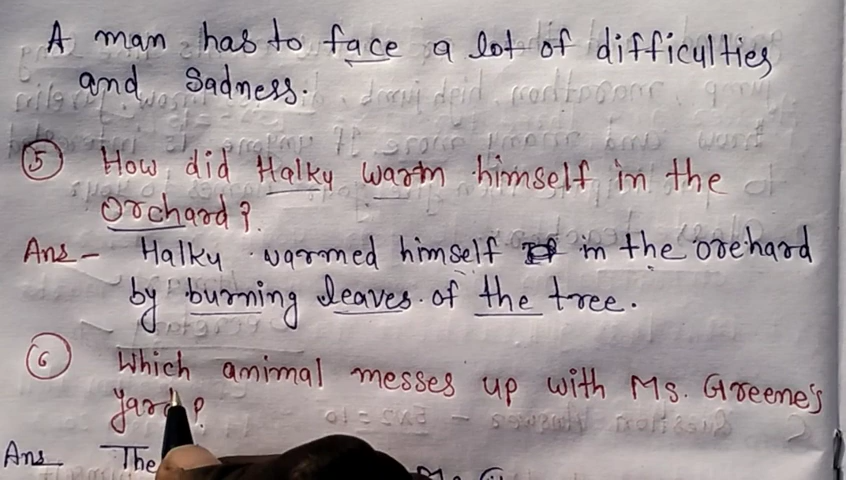 A man has to face a lot of difficulties
and Sadness.
5 How did Halky warm himself in the
Orchard?
Ans - Halky warmed himself in the orchard
by burning leaves of the tree.
6 Which animal messes up with Ms. Greene's
yard?
Ans The